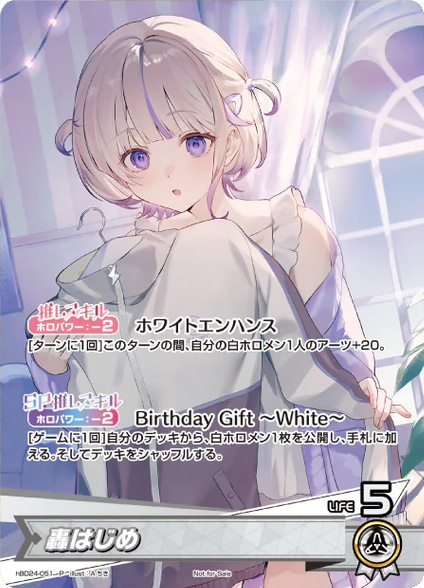 推しスキル
ホロパワー：－2
ホワイトエンハンス
[ターンに1回]このターンの間、自分の白ホロメン1人のアーツ+20。
SP推しスキル
ホロパワー：－2
Birthday Gift ～White～
[ゲームに1回]自分のデッキから、白ホロメン1枚を公開し、手札に加
える。そしてデッキをシャッフルする。
LIFE 5
轟はじめ
hBD24-051 P illust：Aちき
Not for Sale